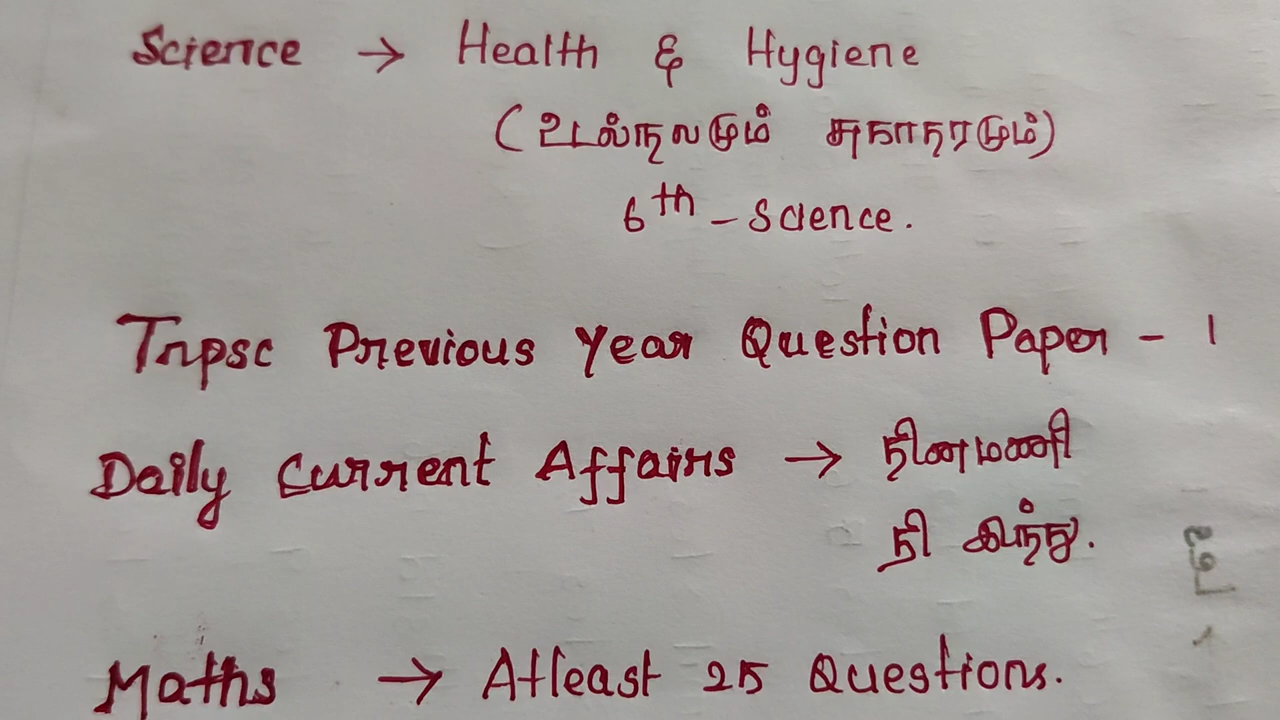 Science → Health & Hygiene
(உடல்நலமும் சுகாதாரமும்)
6th - Science.
Tnpsc Previous Year Question Paper - 1
Daily Current Affairs → தினமணி
தி இந்து.
Maths → Atleast 25 Questions.